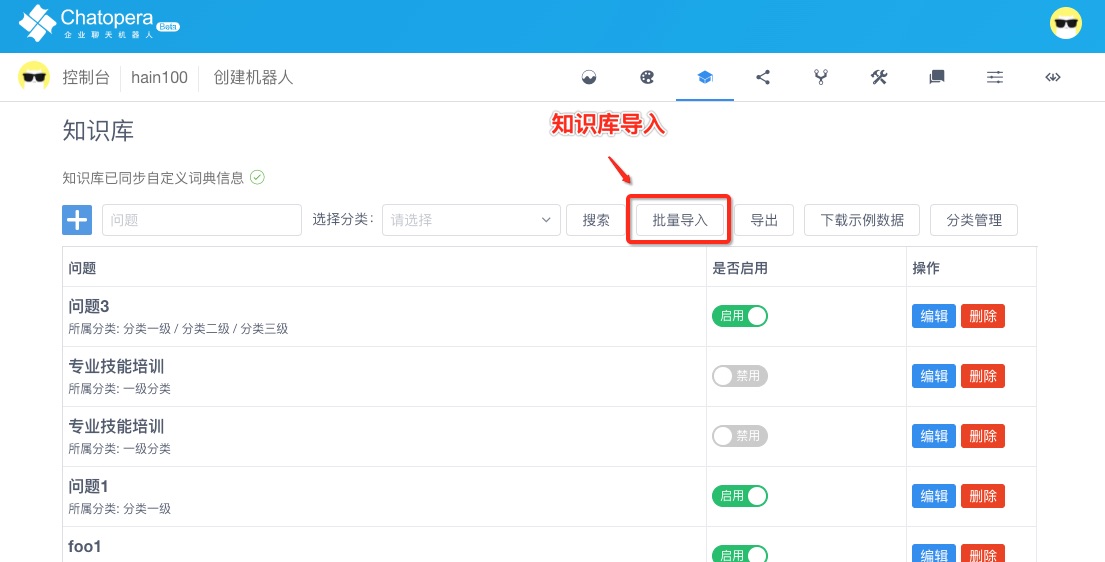 Chatopera Beta
企业聊天机器人
控制台 hain100 创建机器人
知识库导入
知识库
知识库已同步自定义词典信息
问题 选择分类: 请选择 搜索 批量导入 导出 下载示例数据 分类管理
问题 是否启用 操作
问题3
所属分类: 分类一级 / 分类二级 / 分类三级
启用 编辑 删除
专业技能培训
所属分类: 一级分类
禁用 编辑 删除
专业技能培训
所属分类: 一级分类
禁用 编辑 删除
问题1
所属分类: 分类一级
启用 编辑 删除
foo1
启用 编辑 删除